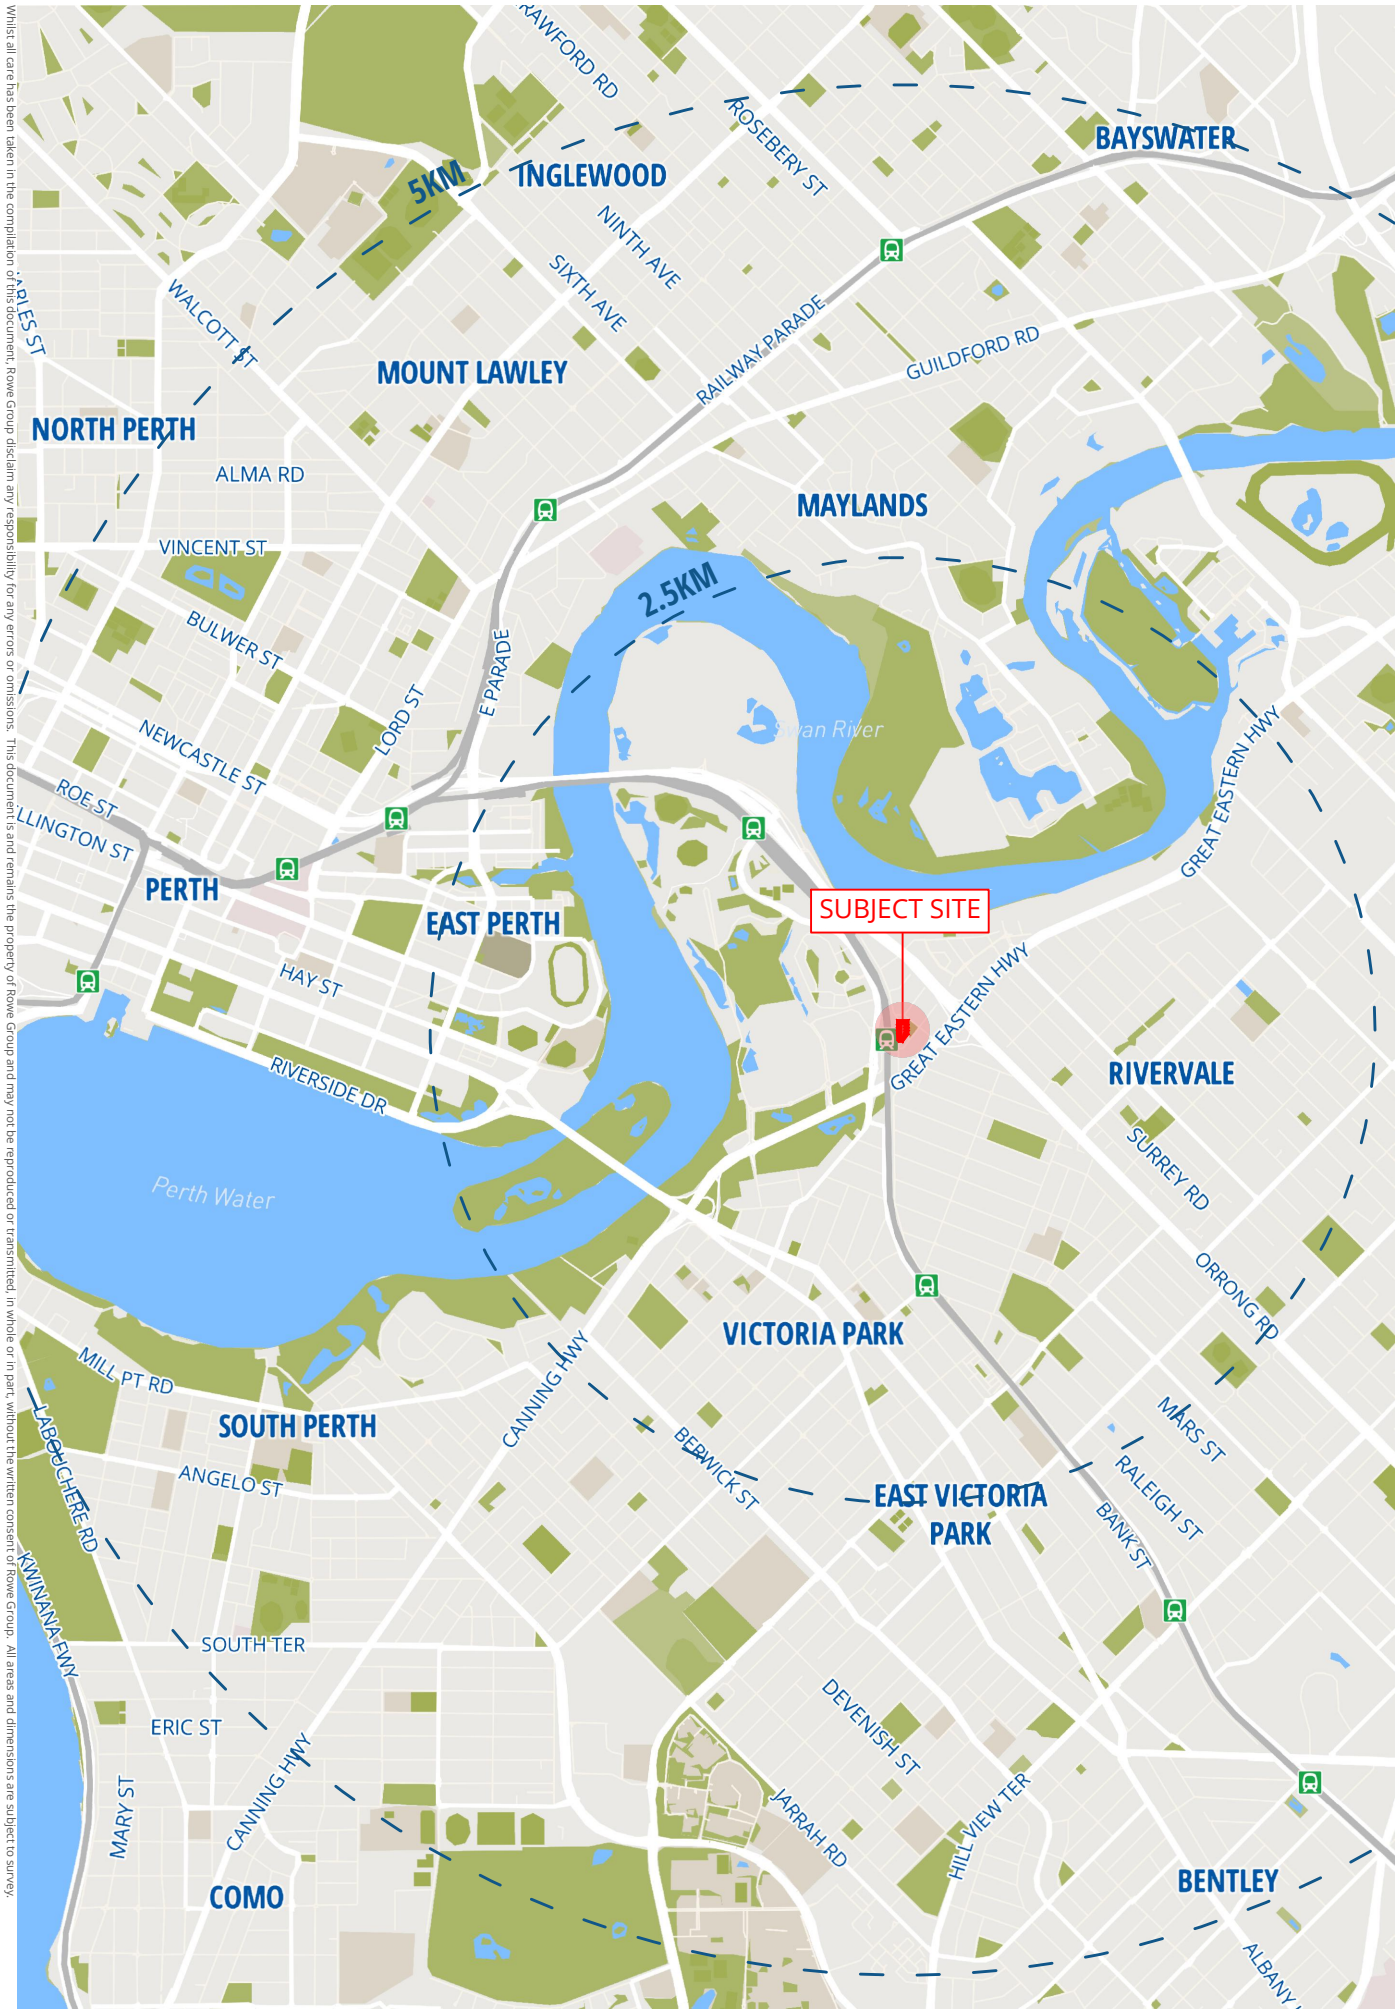 Whilst all care has been taken in the compilation of this document, Rowe Group disclaim any responsibility for any errors or omissions. This document is and remains the property of Rowe Group and may not be reproduced or transmitted, in whole or in part, without the written consent of Rowe Group. All areas and dimensions are subject to survey.
RAWFORD RD
ROSEBERY ST
BAYSWATER
5KM
INGLEWOOD
NINTH AVE
SIXTH AVE
WALCOTT ST
ARLES ST
RAILWAY PARADE
GUILDFORD RD
MOUNT LAWLEY
NORTH PERTH
ALMA RD
MAYLANDS
VINCENT ST
2.5KM
BULWER ST
E PARADE
LORD ST
Swan River
NEWCASTLE ST
GREAT EASTERN HWY
ROE ST
LLINGTON ST
PERTH
EAST PERTH
SUBJECT SITE
HAY ST
GREAT EASTERN HWY
RIVERSIDE DR
RIVERVALE
SURREY RD
Perth Water
ORRONG RD
VICTORIA PARK
MILL PT RD
CANNING HWY
LABOUCHERE RD
SOUTH PERTH
MARS ST
BERWICK ST
ANGELO ST
RALEIGH ST
EAST VICTORIA
PARK
BANK ST
KWINANA FWY
SOUTH TER
ERIC ST
DEVENISH ST
CANNING HWY
MARY ST
JARRAH RD
HILL VIEW TER
COMO
BENTLEY
ALBANY